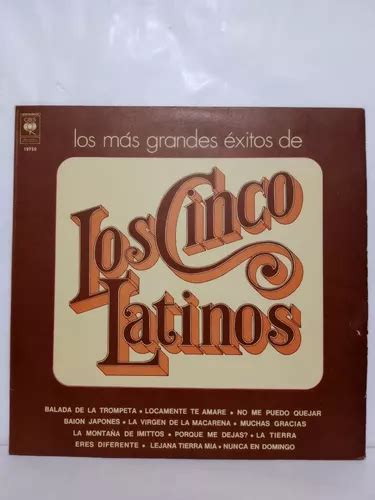 CBS
19750
los más grandes éxitos de
Los Cinco
Latinos
BALADA DE LA TROMPETA • LOCAMENTE TE AMARE • NO ME PUEDO QUEJAR
BAION JAPONES • LA VIRGEN DE LA MACARENA • MUCHAS GRACIAS
LA MONTAÑA DE IMITTOS • PORQUE ME DEJAS? • LA TIERRA
ERES DIFERENTE • LEJANA TIERRA MIA • NUNCA EN DOMINGO